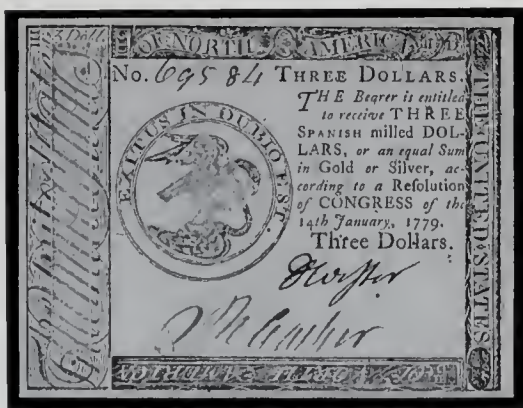 3 Doll
OF NORTH AMERICA
No. 69584 THREE DOLLARS.
THE Bearer is entitled
to receive THREE
SPANISH milled DOL-
LARS, or an equal Sum
in Gold or Silver, ac-
cording to a Resolution
of CONGRESS of the
14th January, 1779.
Three Dollars.
EXITUS IN DUBIO EST.
THE UNITED STATES